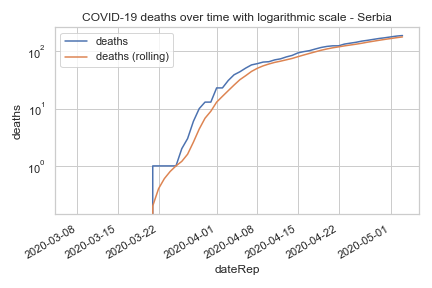 COVID-19 deaths over time with logarithmic scale - Serbia
deaths
deaths (rolling)
10²
10¹
10⁰
deaths
2020-03-08
2020-03-15
2020-03-22
2020-04-01
2020-04-08
2020-04-15
2020-04-22
2020-05-01
dateRep